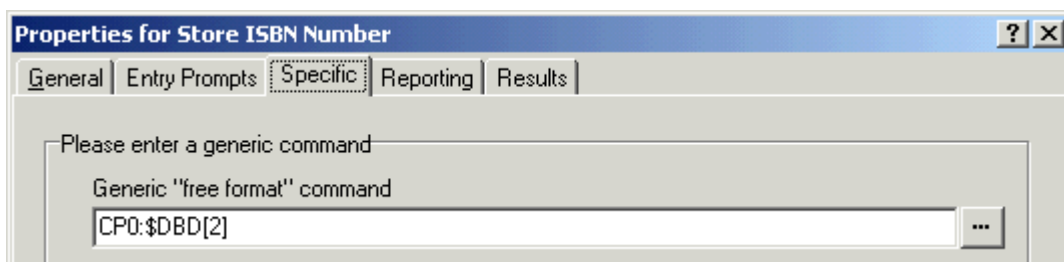 Properties for Store ISBN Number
General Entry Prompts Specific Reporting Results
Please enter a generic command
Generic "free format" command
CP0:$DBD[2] ...